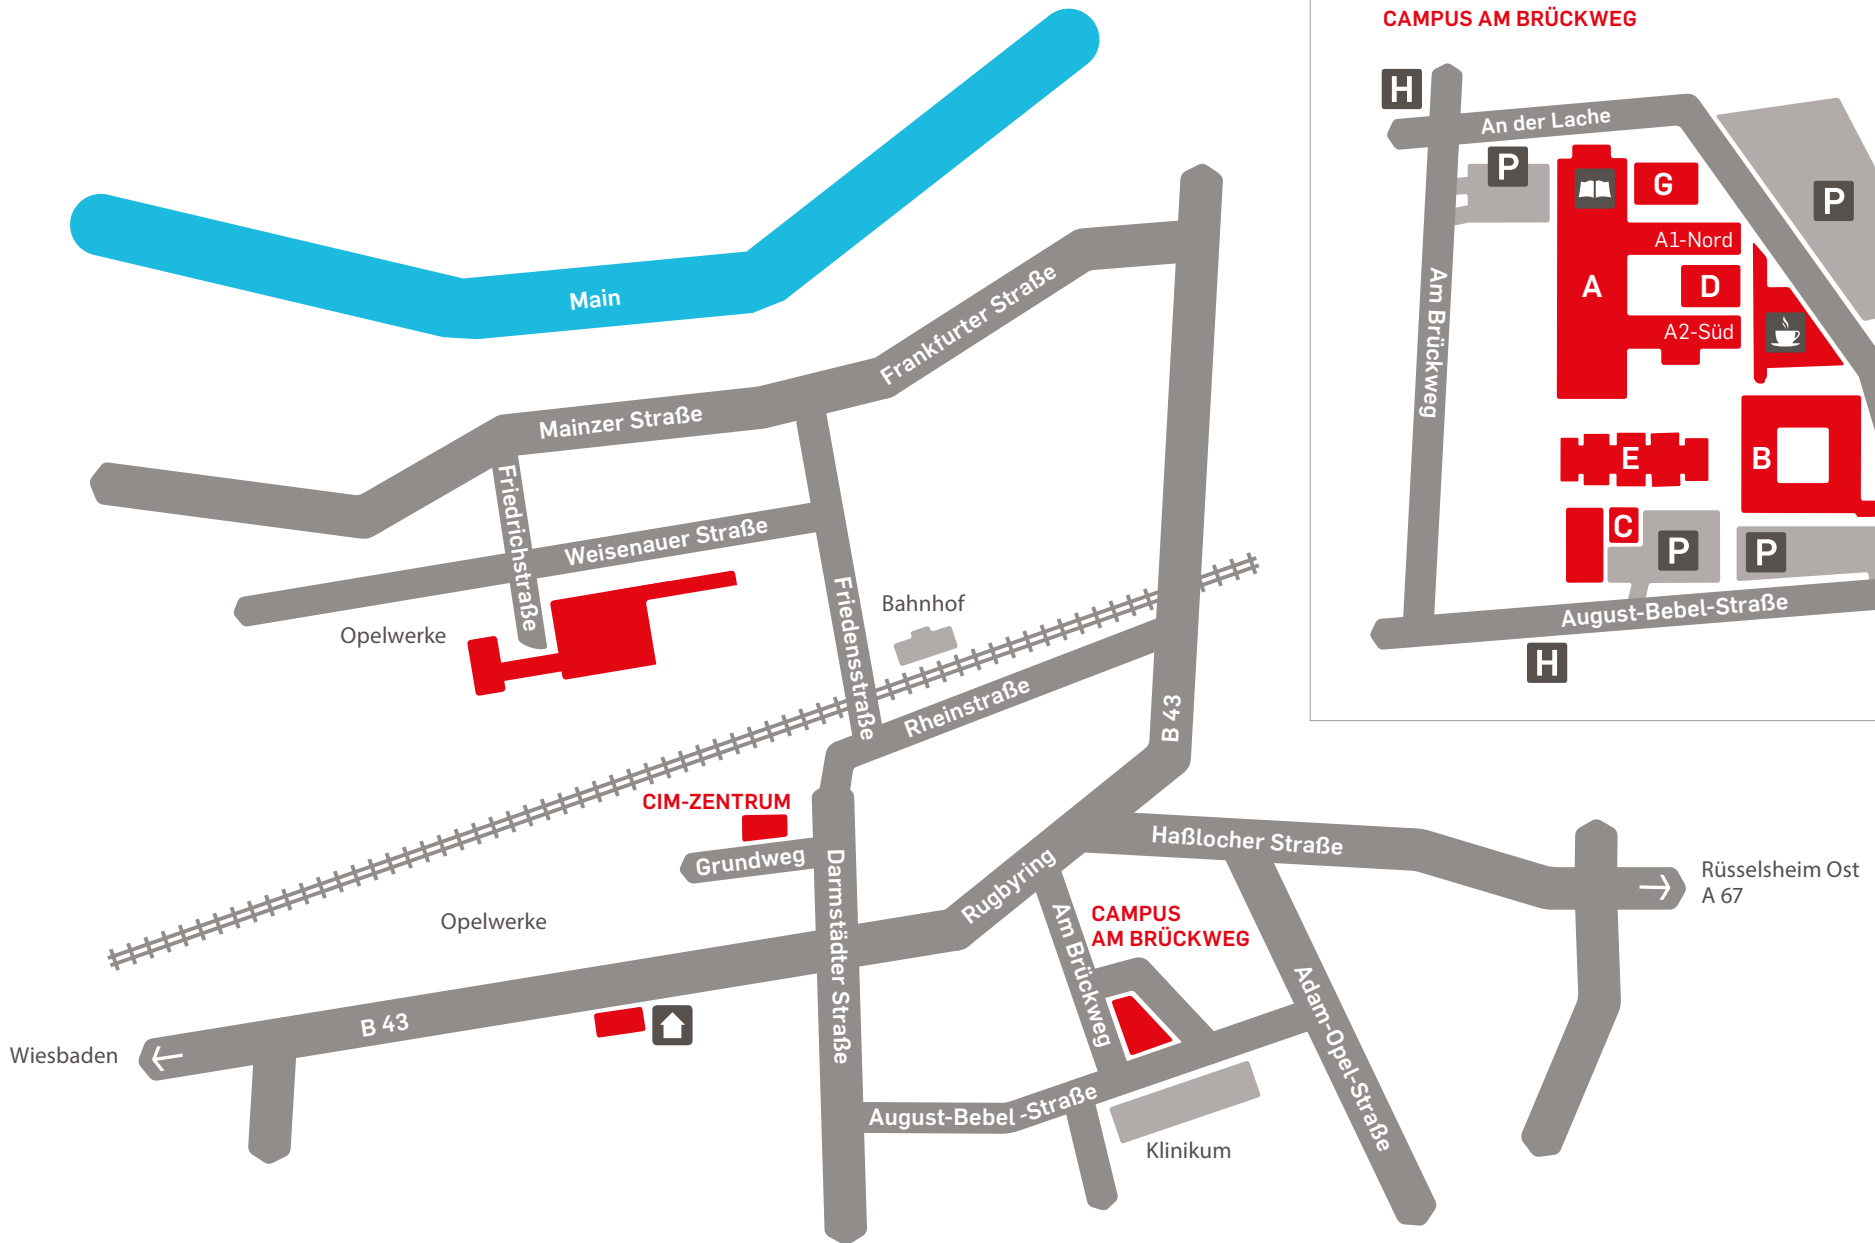 CAMPUS AM BRÜCKWEG
H
An der Lache
P
G
P
A1-Nord
A
D
A2-Süd
Am Brückweg
E
B
C
P
P
August-Bebel-Straße
H
Main
Frankfurter Straße
Mainzer Straße
Friedrichstraße
Weisenauer Straße
Friedensstraße
Bahnhof
Opelwerke
Rheinstraße
B 43
CIM-ZENTRUM
Grundweg
Darmstädter Straße
Rugbyring
Haßlocher Straße
Rüsselsheim Ost
A 67
Opelwerke
Am Brückweg
CAMPUS
AM BRÜCKWEG
Adam-Opel-Straße
B 43
Wiesbaden
August-Bebel -Straße
Klinikum